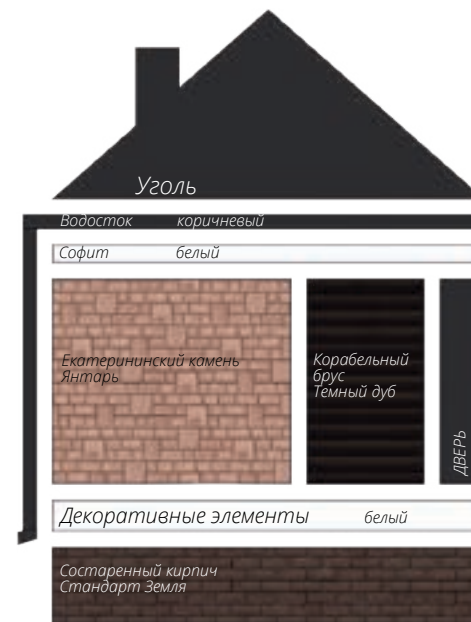 Уголь
Водосток коричневый
Софит белый
Екатерининский камень
Янтарь
Корабельный
брус
Темный дуб
ДВЕРЬ
Декоративные элементы белый
Состаренный кирпич
Стандарт Земля